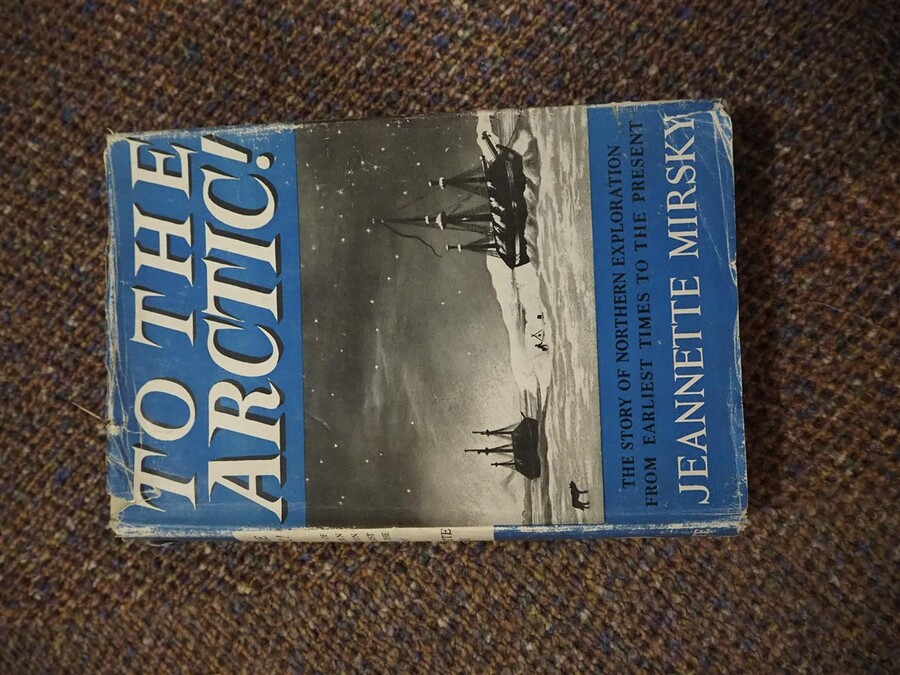 TO THE
ARCTIC!
THE STORY OF NORTHERN EXPLORATION
FROM EARLIEST TIMES TO THE PRESENT
JEANNETTE MIRSKY